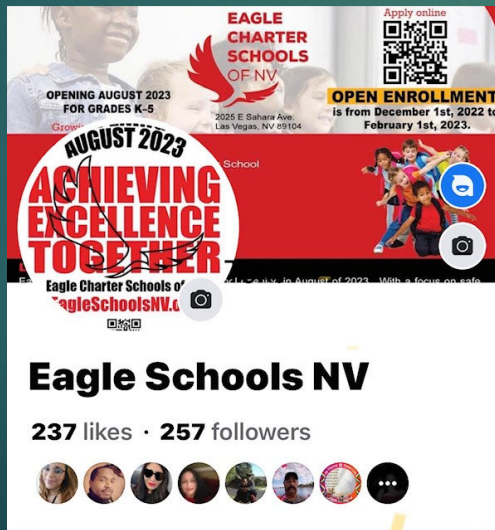 EAGLE
CHARTER
SCHOOLS
OF NV
Apply online
OPENING AUGUST 2023
FOR GRADES K-5
2025 E Sahara Ave.
Las Vegas, NV 89104
OPEN ENROLLMENT
is from December 1st, 2022 to
February 1st, 2023.
School
AUGUST 2023
ACHIEVING
EXCELLENCE
TOGETHER
Eagle Charter Schools
in August of 2023. With a focus on safe
Eagle Schools NV
237 likes · 257 followers